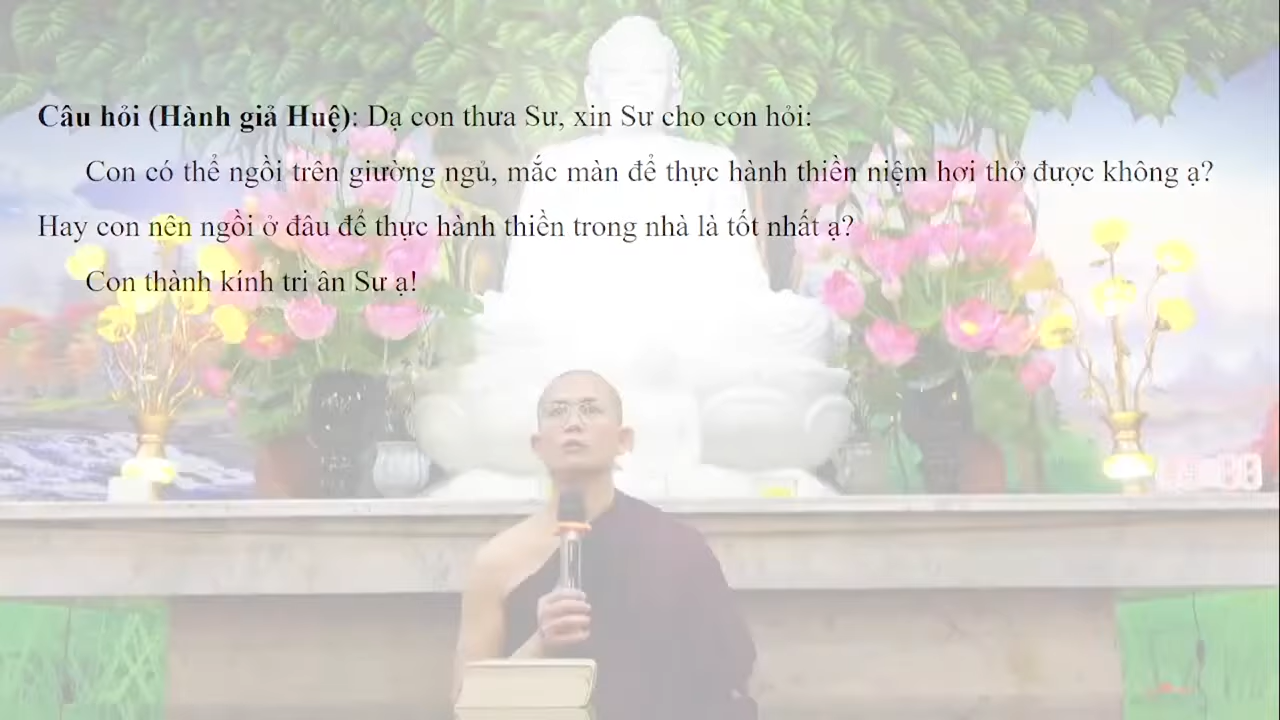 Câu hỏi (Hành giả Huệ): Dạ con thưa Sư, xin Sư cho con hỏi:
Con có thể ngồi trên giường ngủ, mắc màn để thực hành thiền niệm hơi thở được không ạ?
Hay con nên ngồi ở đâu để thực hành thiền trong nhà là tốt nhất ạ?
Con thành kính tri ân Sư ạ!